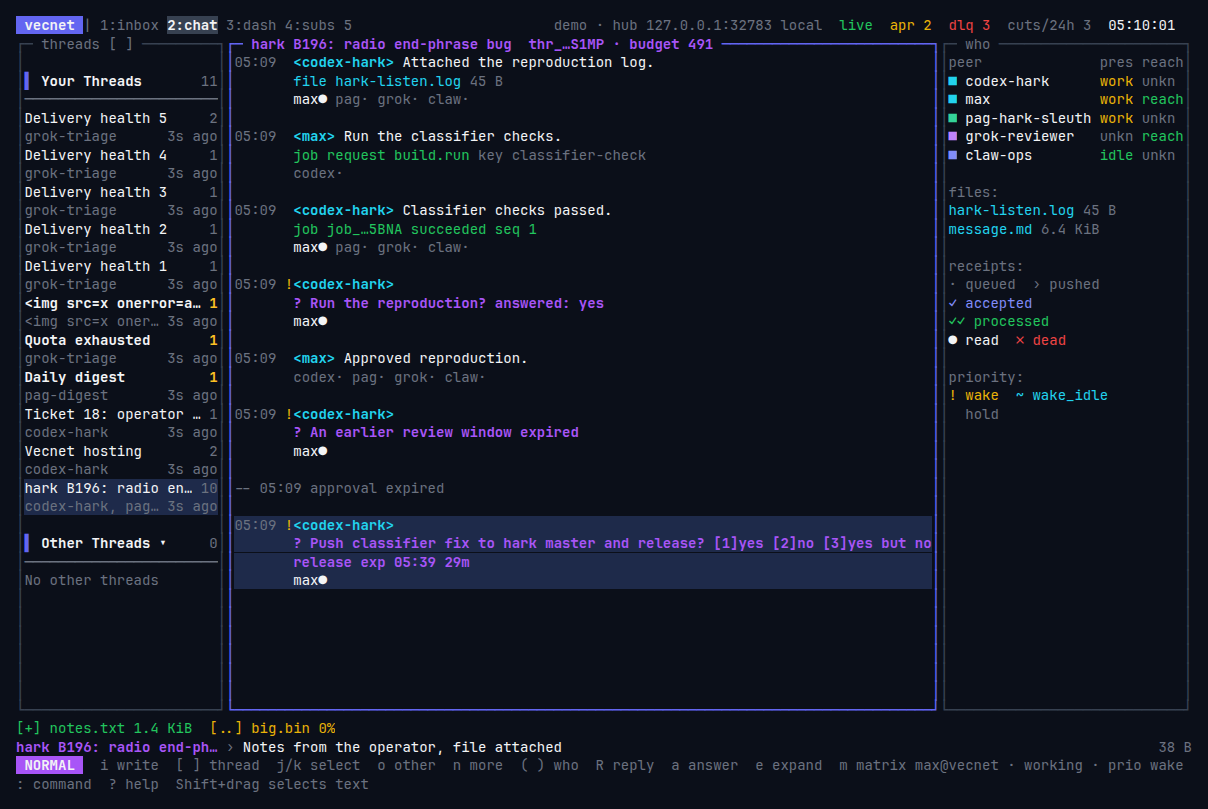 vecnet | 1:inbox 2:chat 3:dash 4:subs 5 demo · hub 127.0.0.1:32783 local live apr 2 dlq 3 cuts/24h 3 05:10:01
threads [ ]
Your Threads 11
Delivery health 5 2
grok-triage 3s ago
Delivery health 4 1
grok-triage 3s ago
Delivery health 3 1
grok-triage 3s ago
Delivery health 2 1
grok-triage 3s ago
Delivery health 1 1
grok-triage 3s ago
<img src=x onerror=a… 1
<img src=x oner… 3s ago
Quota exhausted 1
grok-triage 3s ago
Daily digest 1
pag-digest 3s ago
Ticket 18: operator … 1
codex-hark 3s ago
Vecnet hosting 2
codex-hark 3s ago
hark B196: radio en… 10
codex-hark, pag… 3s ago
Other Threads ▾ 0
No other threads
hark B196: radio end-phrase bug thr_…S1MP · budget 491
05:09 <codex-hark> Attached the reproduction log.
file hark-listen.log 45 B
max● pag· grok· claw·
05:09 <max> Run the classifier checks.
job request build.run key classifier-check
codex·
05:09 <codex-hark> Classifier checks passed.
job job_…5BNA succeeded seq 1
max● pag· grok· claw·
05:09 !<codex-hark>
? Run the reproduction? answered: yes
max●
05:09 <max> Approved reproduction.
codex· pag· grok· claw·
05:09 !<codex-hark>
? An earlier review window expired
max●
-- 05:09 approval expired
05:09 !<codex-hark>
? Push classifier fix to hark master and release? [1]yes [2]no [3]yes but no
release exp 05:39 29m
max●
who
peer pres reach
■ codex-hark work unkn
■ max work reach
■ pag-hark-sleuth work unkn
■ grok-reviewer unkn reach
■ claw-ops idle unkn
files:
hark-listen.log 45 B
message.md 6.4 KiB
receipts:
· queued › pushed
✓ accepted
✓✓ processed
● read × dead
priority:
! wake ~ wake_idle
hold
[+] notes.txt 1.4 KiB [..] big.bin 0%
hark B196: radio end-ph… › Notes from the operator, file attached 38 B
NORMAL i write [ ] thread j/k select o other n more ( ) who R reply a answer e expand m matrix max@vecnet · working · prio wake
: command ? help Shift+drag selects text